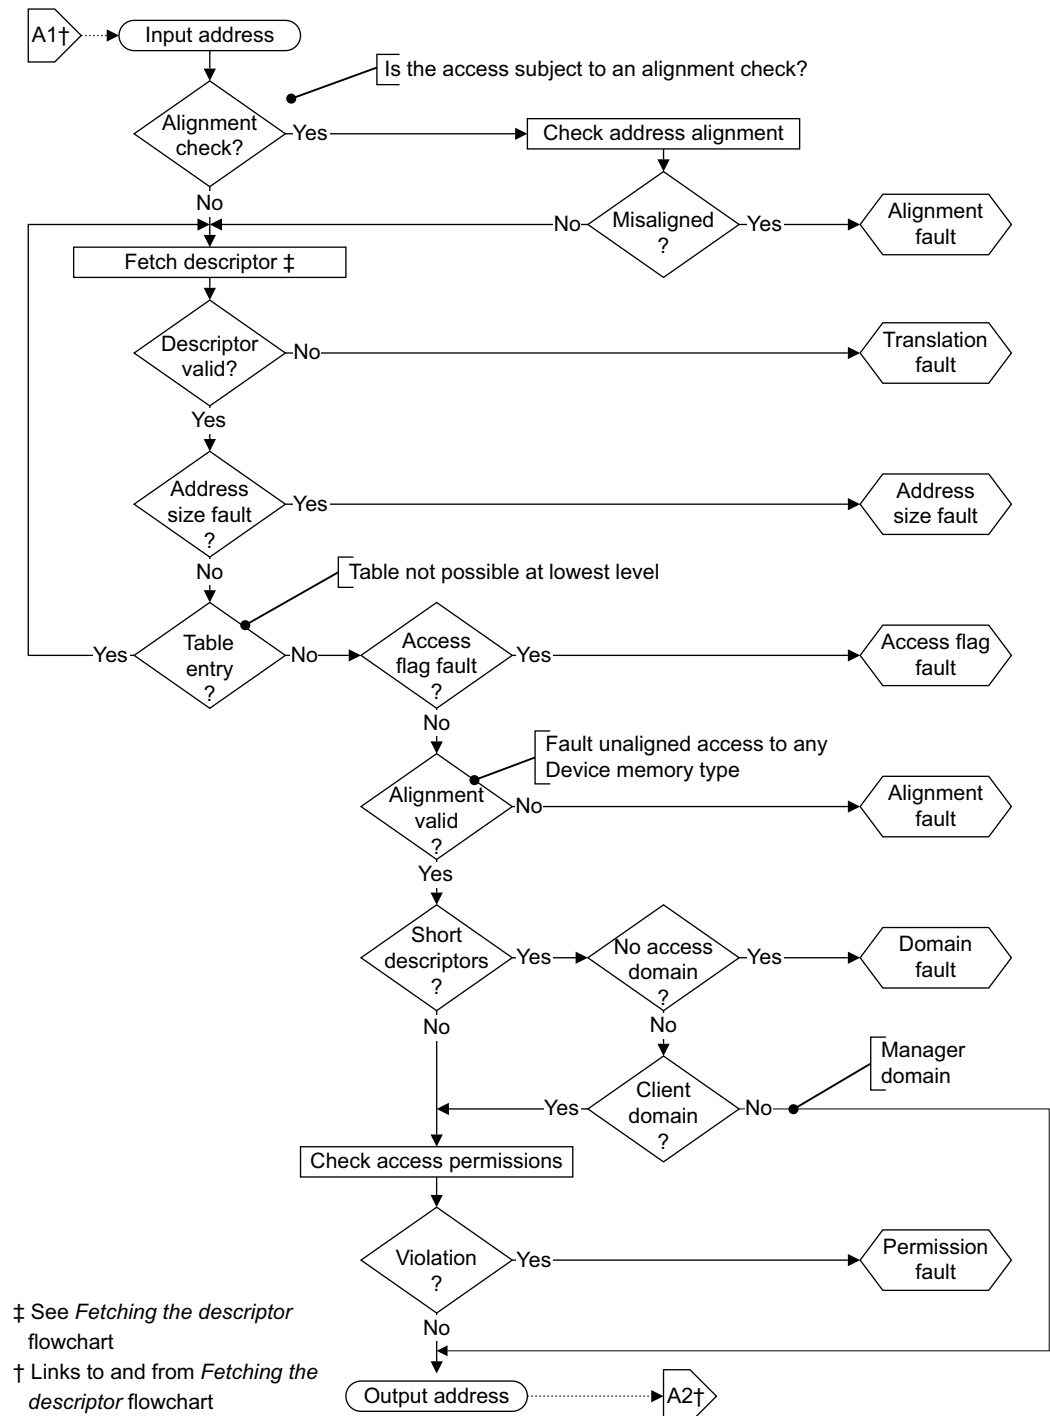 A1†
Input address
Is the access subject to an alignment check?
Alignment
check?
Yes
Check address alignment
No
Misaligned
?
No
Yes
Alignment
fault
Fetch descriptor ‡
Descriptor
valid?
No
Translation
fault
Yes
Address
size fault
?
Yes
Address
size fault
No
Table not possible at lowest level
Table
entry
?
Yes
No
Access
flag fault
?
Yes
Access flag
fault
No
Fault unaligned access to any
Device memory type
Alignment
valid
?
No
Alignment
fault
Yes
Short
descriptors
?
Yes
No access
domain
?
Yes
Domain
fault
No
No
Manager
domain
Client
domain
?
Yes
No
Check access permissions
Violation
?
Yes
Permission
fault
No
‡ See Fetching the descriptor
flowchart
† Links to and from Fetching the
descriptor flowchart
Output address
A2†